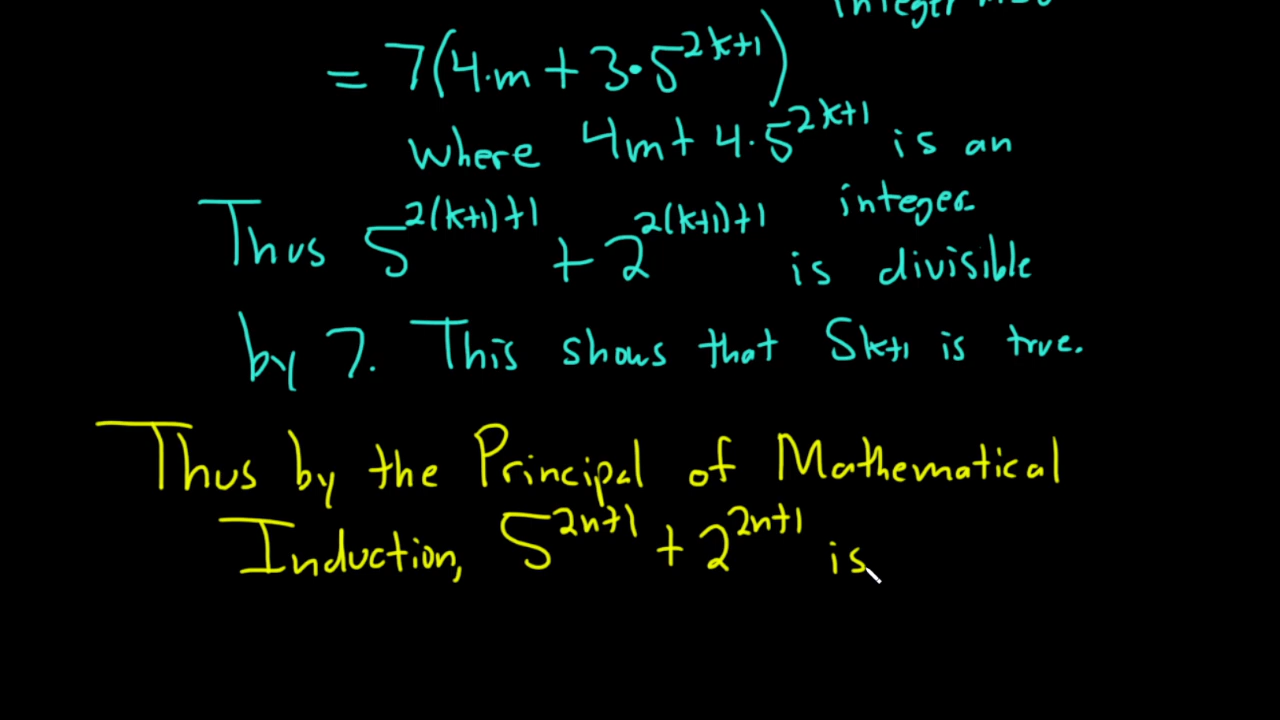 integer
= 7(4·m + 3·5^{2k+1})
where 4m + 4·5^{2k+1} is an
integer.
Thus 5^{2(k+1)+1} + 2^{2(k+1)+1} is divisible
by 7. This shows that S_{k+1} is true.
Thus by the Principal of Mathematical
Induction, 5^{2n+1} + 2^{2n+1} is